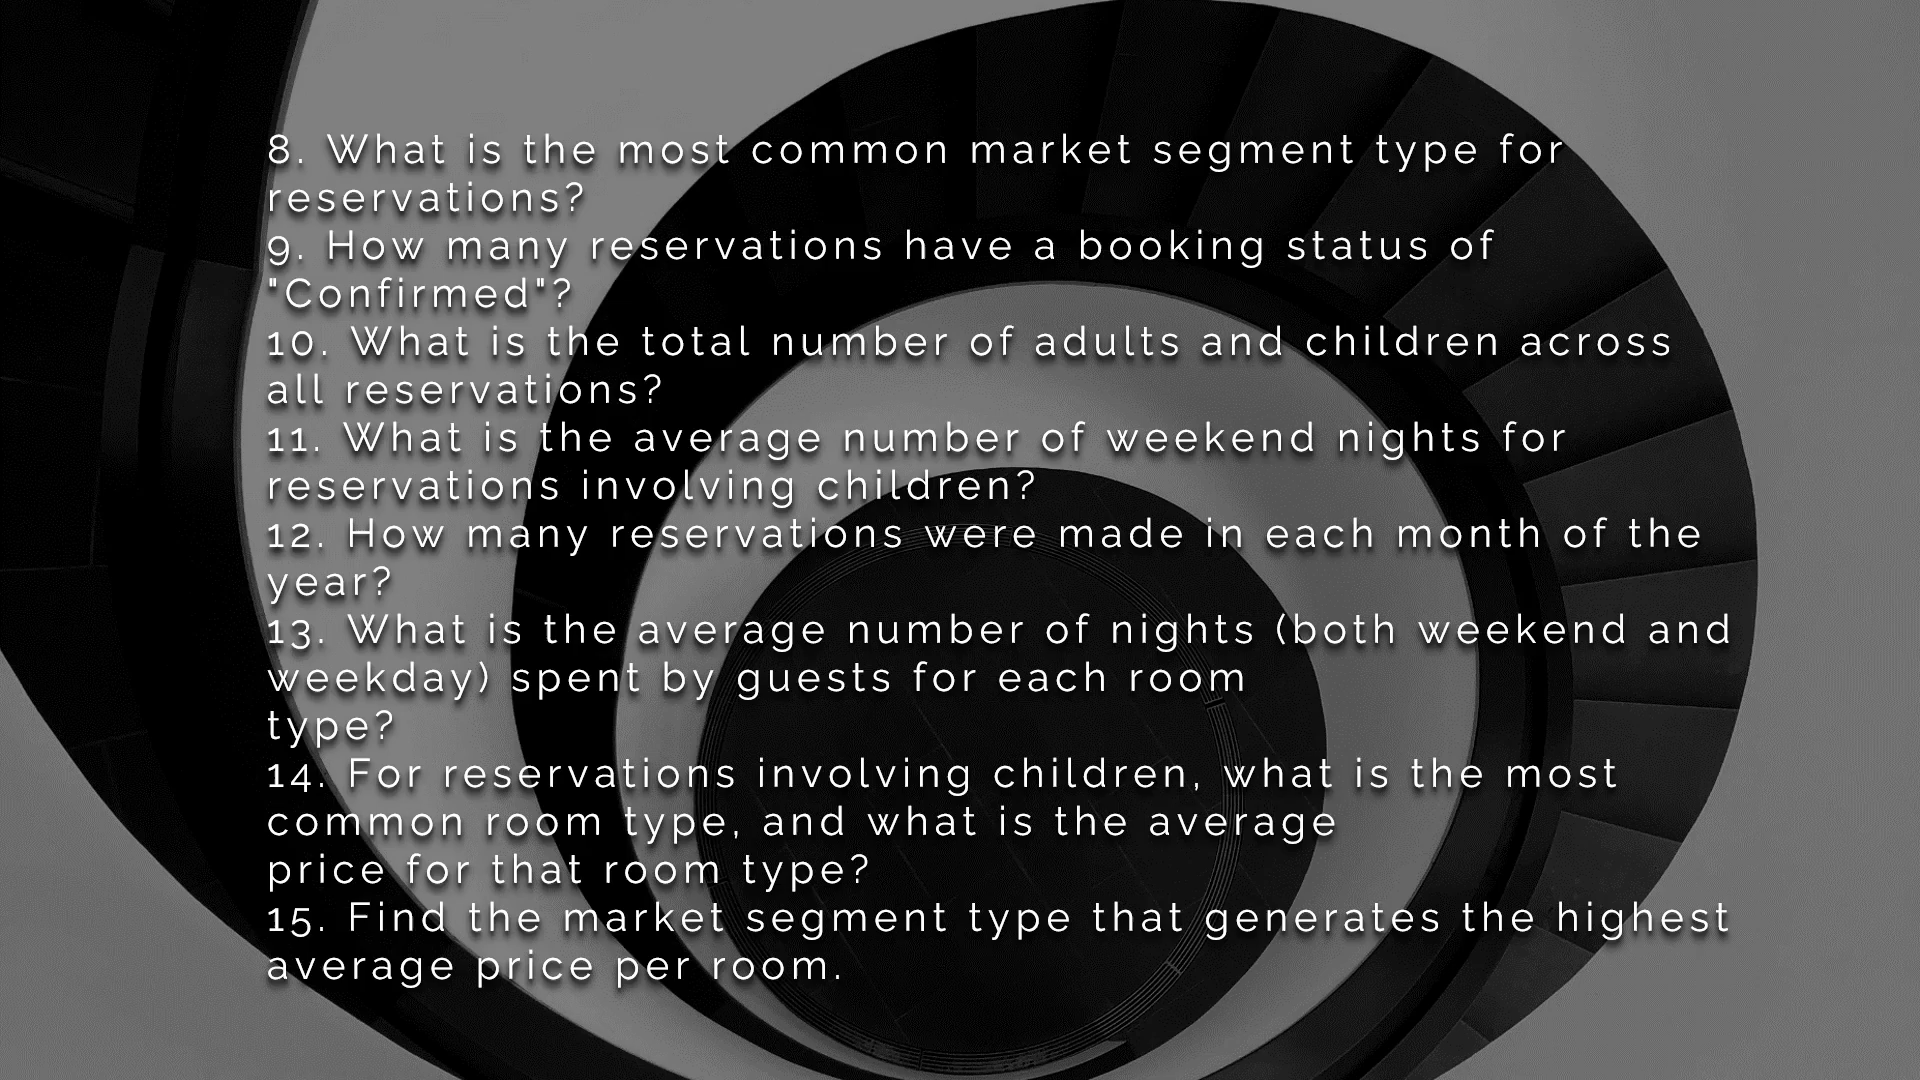 8. What is the most common market segment type for
reservations?
9. How many reservations have a booking status of
"Confirmed"?
10. What is the total number of adults and children across
all reservations?
11. What is the average number of weekend nights for
reservations involving children?
12. How many reservations were made in each month of the
year?
13. What is the average number of nights (both weekend and
weekday) spent by guests for each room
type?
14. For reservations involving children, what is the most
common room type, and what is the average
price for that room type?
15. Find the market segment type that generates the highest
average price per room.